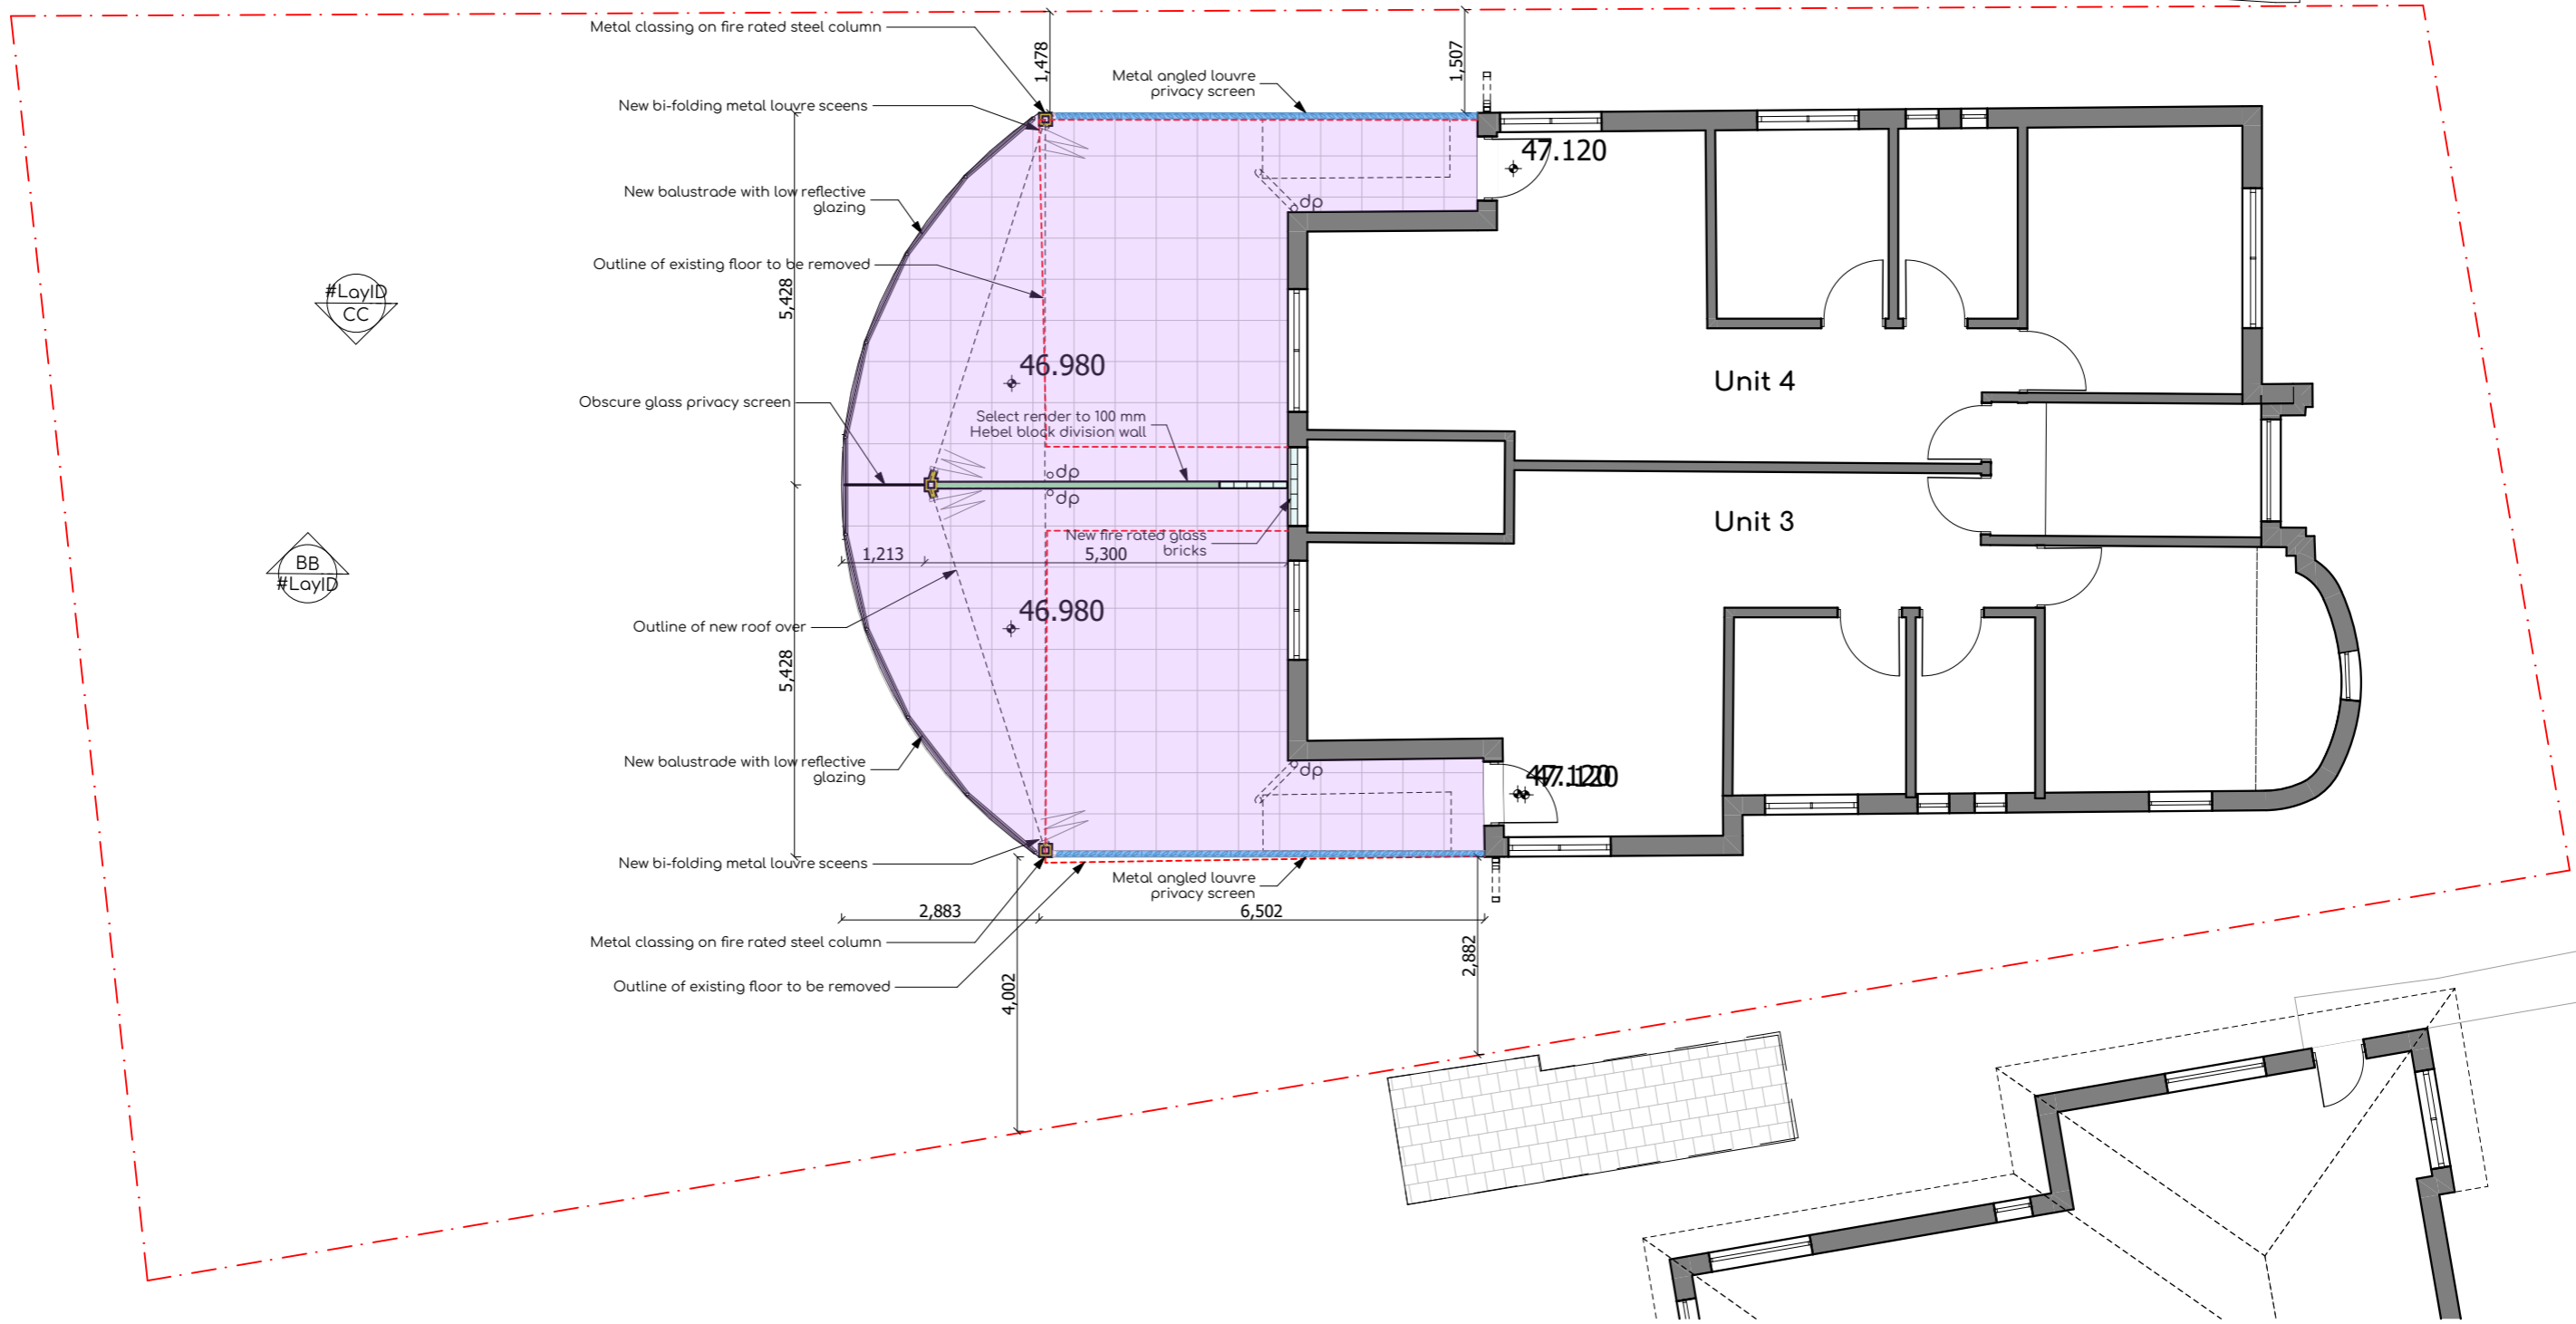 Metal classing on fire rated steel column
1,478
1,507
Metal angled louvre
privacy screen
New bi-folding metal louvre sceens
47.120
New balustrade with low reflective
glazing
dp
Outline of existing floor to be removed
#LayID
CC
5,428
46.980
Unit 4
Obscure glass privacy screen
Select render to 100 mm
Hebel block division wall
dp
dp
Unit 3
New fire rated glass
bricks
1,213
5,300
BB
#LayID
46.980
Outline of new roof over
5,428
New balustrade with low reflective
glazing
dp
47.120
47.120
New bi-folding metal louvre sceens
Metal angled louvre
privacy screen
2,883
6,502
Metal classing on fire rated steel column
2,882
Outline of existing floor to be removed
4,002